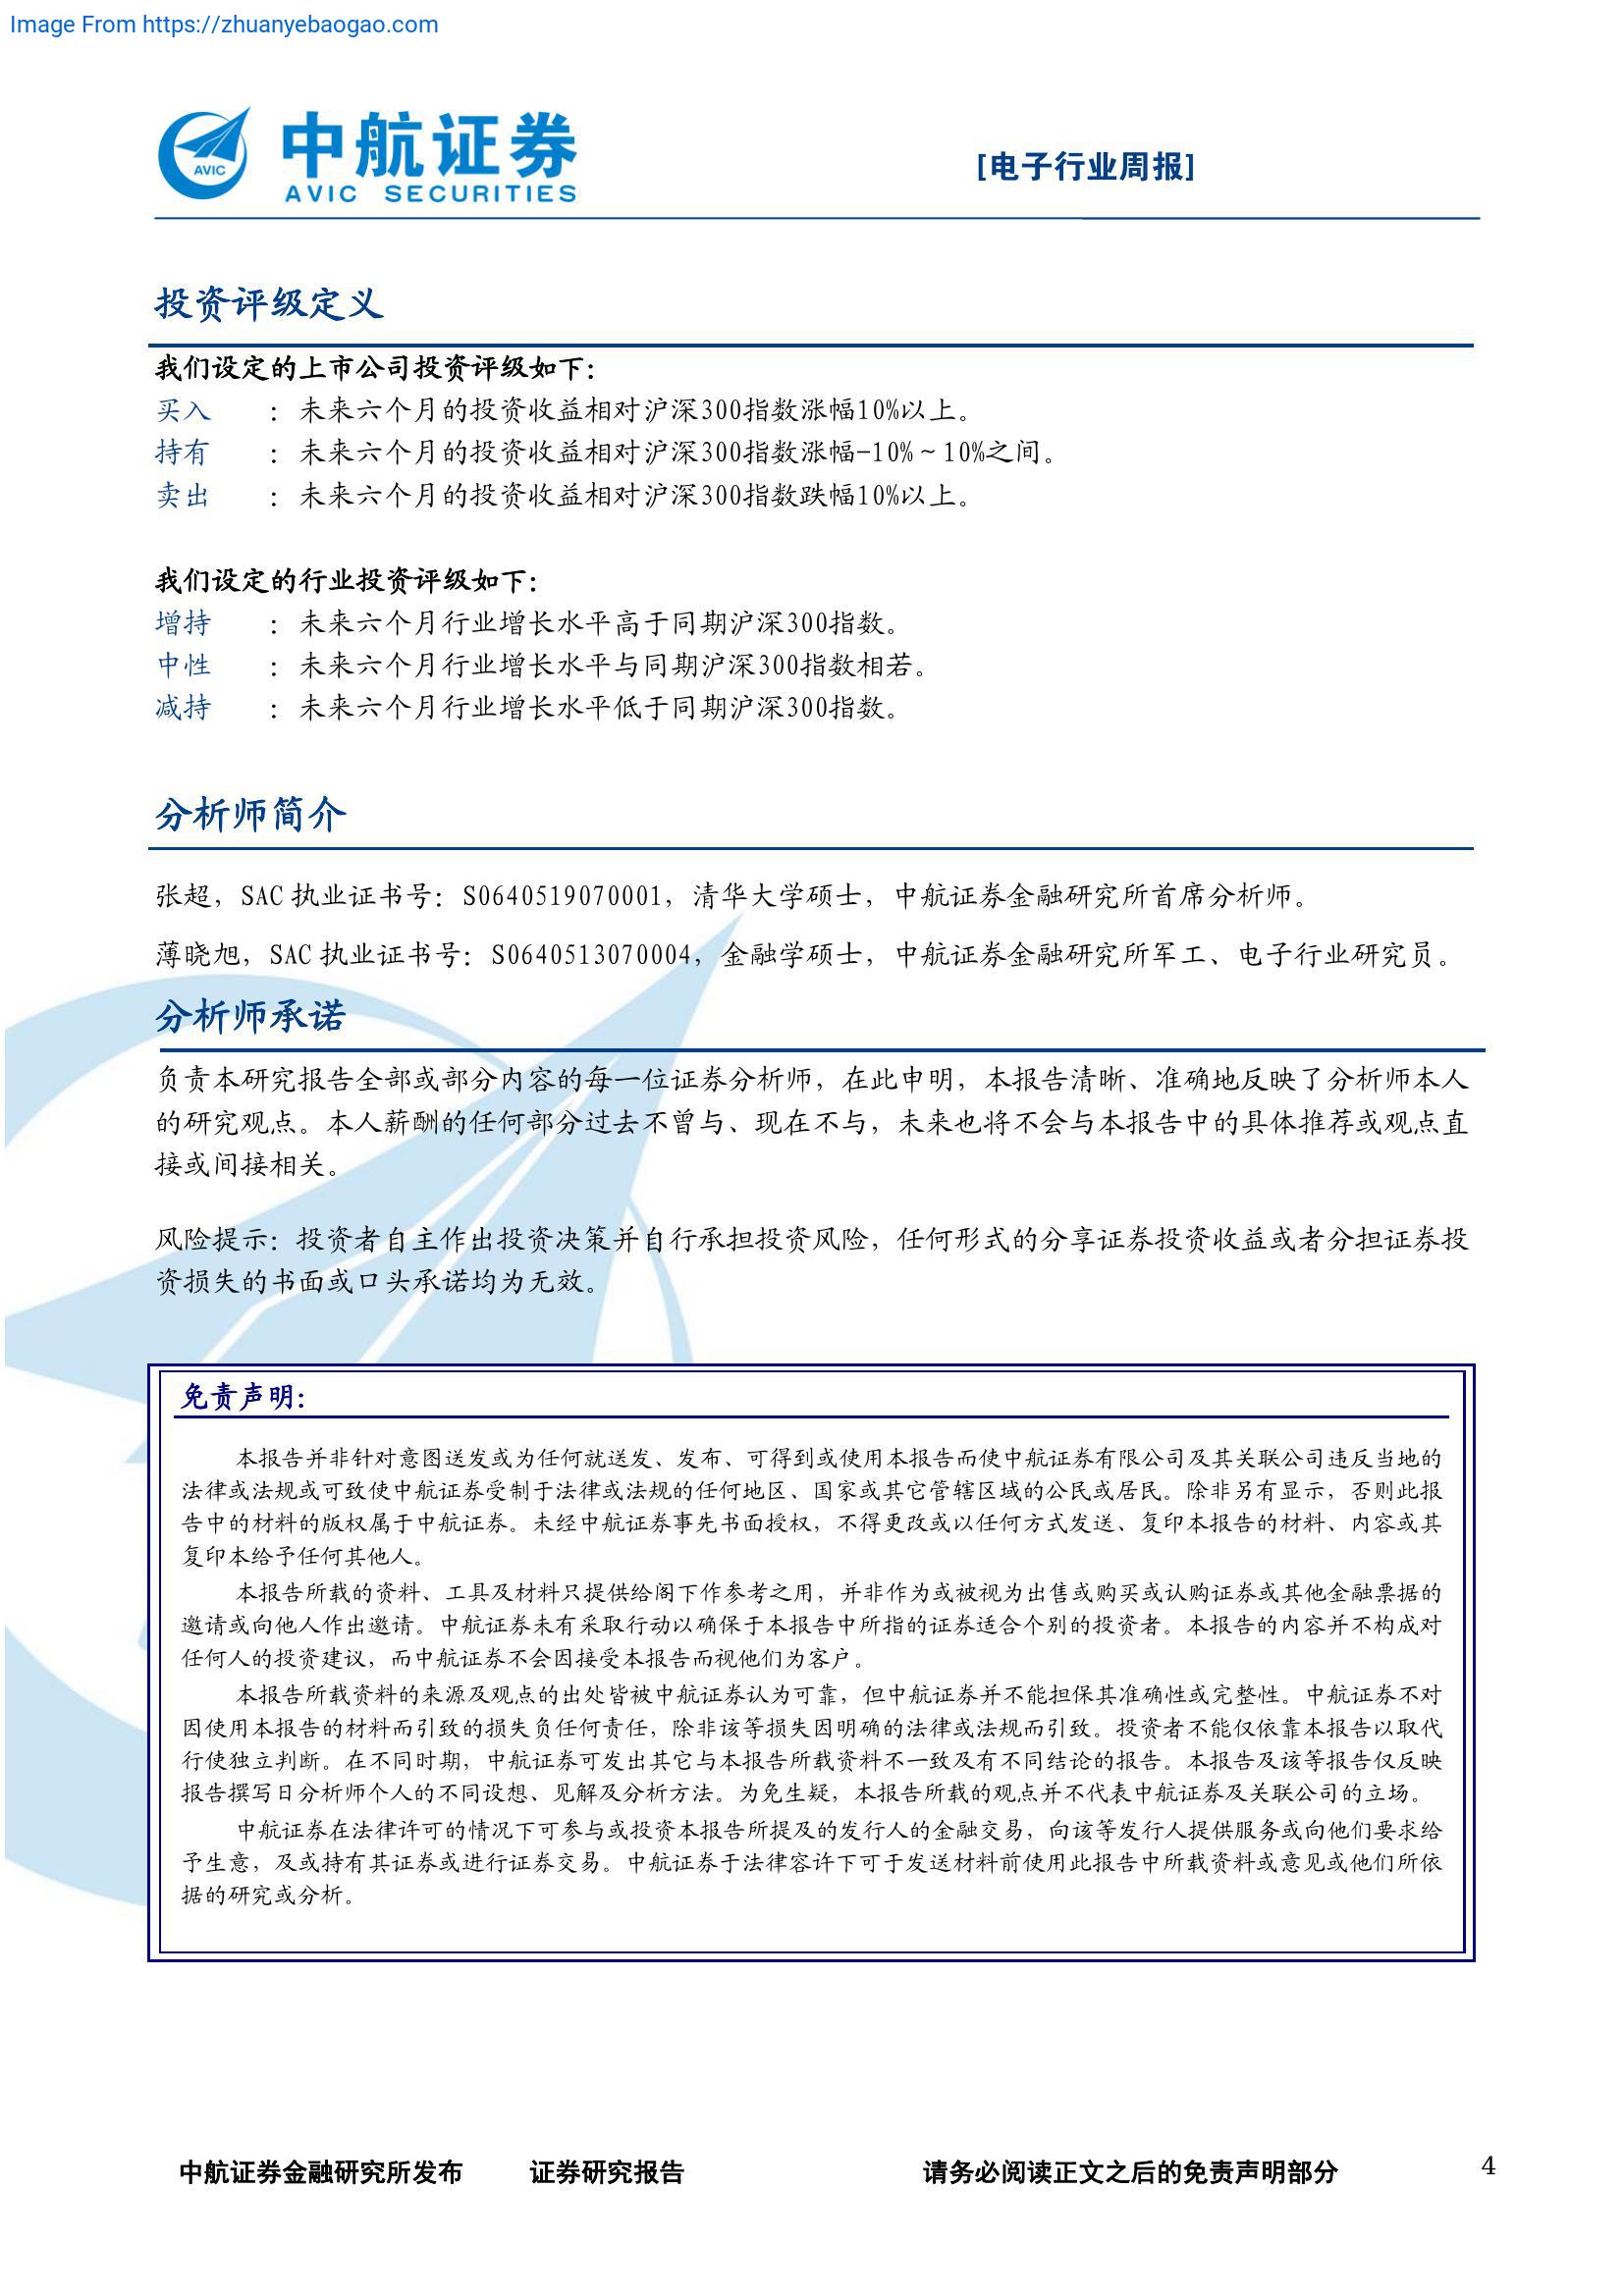 Image From https://zhuanyebaogao.com
AVIC
中航证券
AVIC SECURITIES
[电子行业周报]
投资评级定义
我们设定的上市公司投资评级如下：
买入 ：未来六个月的投资收益相对沪深300指数涨幅10%以上。
持有 ：未来六个月的投资收益相对沪深300指数涨幅-10%~10%之间。
卖出 ：未来六个月的投资收益相对沪深300指数跌幅10%以上。
我们设定的行业投资评级如下：
增持 ：未来六个月行业增长水平高于同期沪深300指数。
中性 ：未来六个月行业增长水平与同期沪深300指数相若。
减持 ：未来六个月行业增长水平低于同期沪深300指数。
分析师简介
张超，SAC 执业证书号：S0640519070001，清华大学硕士，中航证券金融研究所首席分析师。
薄晓旭，SAC 执业证书号：S0640513070004，金融学硕士，中航证券金融研究所军工、电子行业研究员。
分析师承诺
负责本研究报告全部或部分内容的每一位证券分析师，在此申明，本报告清晰、准确地反映了分析师本人
的研究观点。本人薪酬的任何部分过去不曾与、现在不与，未来也将不会与本报告中的具体推荐或观点直
接或间接相关。
风险提示：投资者自主作出投资决策并自行承担投资风险，任何形式的分享证券投资收益或者分担证券投
资损失的书面或口头承诺均为无效。
免责声明：
本报告并非针对意图送发或为任何就送发、发布、可得到或使用本报告而使中航证券有限公司及其关联公司违反当地的
法律或法规或可致使中航证券受制于法律或法规的任何地区、国家或其它管辖区域的公民或居民。除非另有显示，否则此报
告中的材料的版权属于中航证券。未经中航证券事先书面授权，不得更改或以任何方式发送、复印本报告的材料、内容或其
复印本给予任何其他人。
本报告所载的资料、工具及材料只提供给阁下作参考之用，并非作为或被视为出售或购买或认购证券或其他金融票据的
邀请或向他人作出邀请。中航证券未有采取行动以确保于本报告中所指的证券适合个别的投资者。本报告的内容并不构成对
任何人的投资建议，而中航证券不会因接受本报告而视他们为客户。
本报告所载资料的来源及观点的出处皆被中航证券认为可靠，但中航证券并不能担保其准确性或完整性。中航证券不对
因使用本报告的材料而引致的损失负任何责任，除非该等损失因明确的法律或法规而引致。投资者不能仅依靠本报告以取代
行使独立判断。在不同时期，中航证券可发出其它与本报告所载资料不一致及有不同结论的报告。本报告及该等报告仅反映
报告撰写日分析师个人的不同设想、见解及分析方法。为免生疑，本报告所载的观点并不代表中航证券及关联公司的立场。
中航证券在法律许可的情况下可参与或投资本报告所提及的发行人的金融交易，向该等发行人提供服务或向他们要求给
予生意，及或持有其证券或进行证券交易。中航证券于法律容许下可于发送材料前使用此报告中所载资料或意见或他们所依
据的研究或分析。
中航证券金融研究所发布 证券研究报告 请务必阅读正文之后的免责声明部分 4